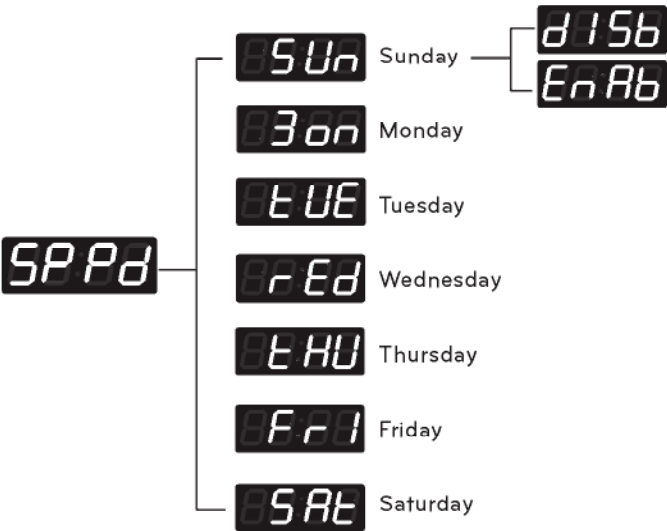 SUn Sunday
dISb
EnAb
3on Monday
tUE Tuesday
SPPd
rEd Wednesday
tHU Thursday
FrI Friday
SAt Saturday